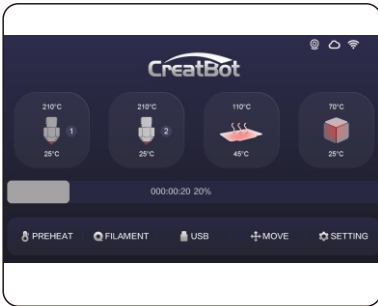 CreatBot
210°C 210°C 110°C 70°C
1 2
25°C 25°C 45°C 25°C
000:00:20 20%
PREHEAT FILAMENT USB MOVE SETTING